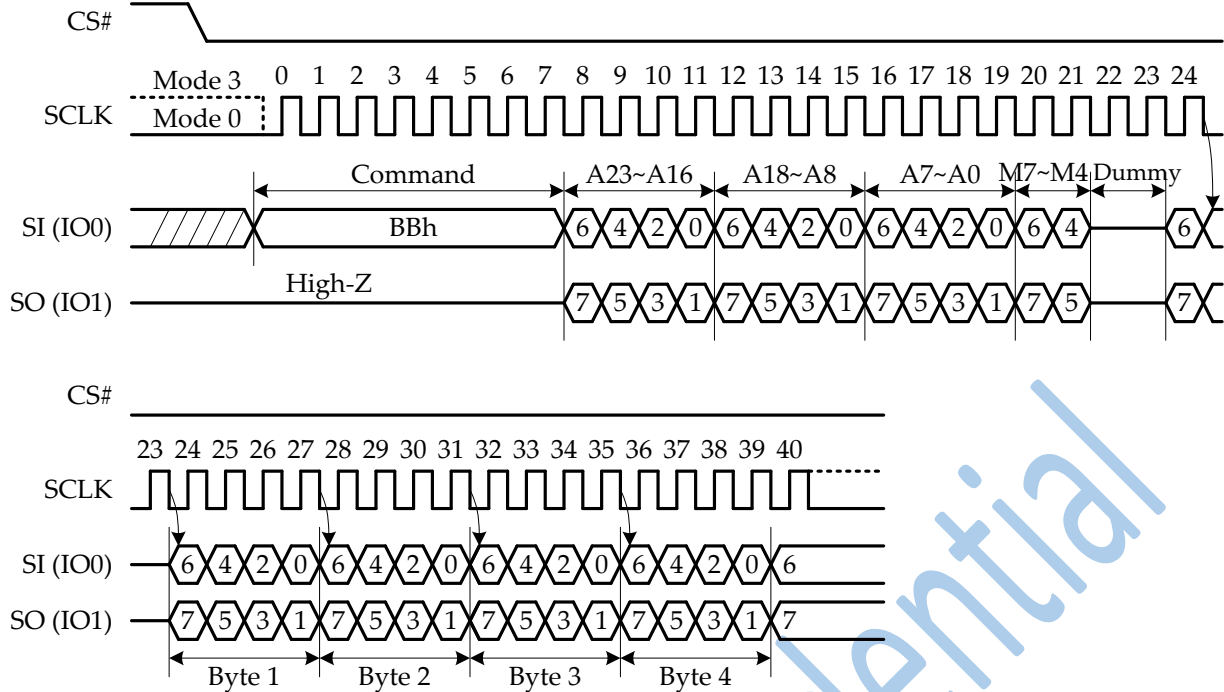 CS#
Mode 3
0 1 2 3 4 5 6 7 8 9 10 11 12 13 14 15 16 17 18 19 20 21 22 23 24
SCLK
Mode 0
Command A23~A16 A18~A8 A7~A0 M7~M4 Dummy
SI (IO0) BBh 6 4 2 0 6 4 2 0 6 4 2 0 6 4 6
High-Z
SO (IO1) 7 5 3 1 7 5 3 1 7 5 3 1 7 5 7
CS#
23 24 25 26 27 28 29 30 31 32 33 34 35 36 37 38 39 40
SCLK
SI (IO0) 6 4 2 0 6 4 2 0 6 4 2 0 6 4 2 0 6
SO (IO1) 7 5 3 1 7 5 3 1 7 5 3 1 7 5 3 1 7
Byte 1 Byte 2 Byte 3 Byte 4
ential